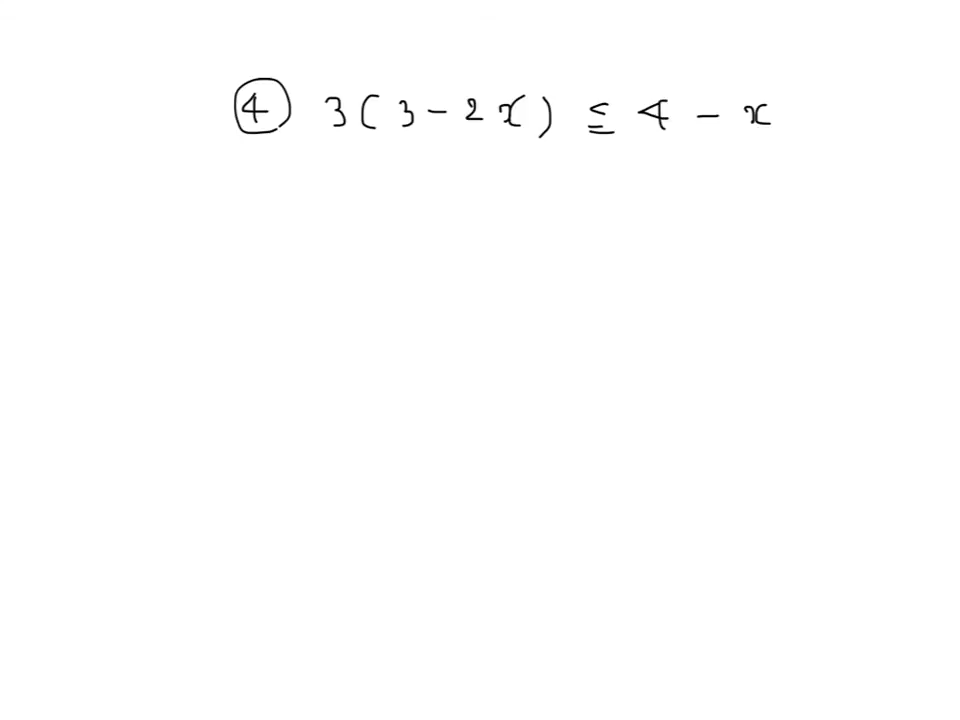 ④ 3(3-2x) ≦ 4-x